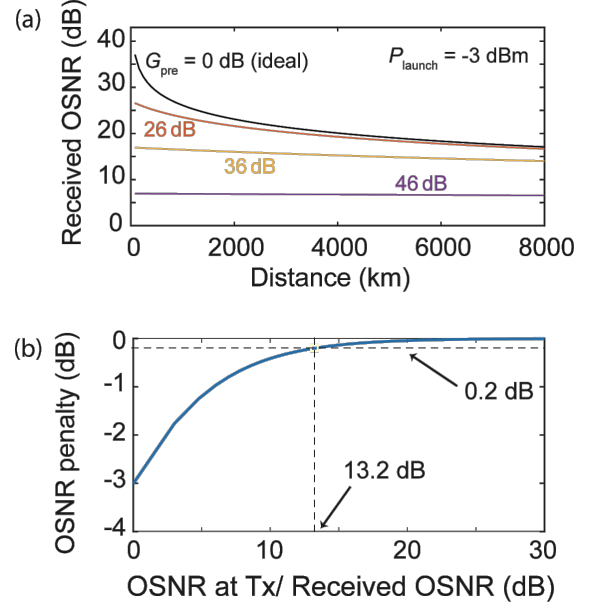 (a)
Received OSNR (dB)
40
30
20
10
0
G_pre = 0 dB (ideal)
P_launch = -3 dBm
26 dB
36 dB
46 dB
0 2000 4000 6000 8000
Distance (km)
(b)
OSNR penalty (dB)
0
-1
-2
-3
-4
0.2 dB
13.2 dB
0 10 20 30
OSNR at Tx/ Received OSNR (dB)